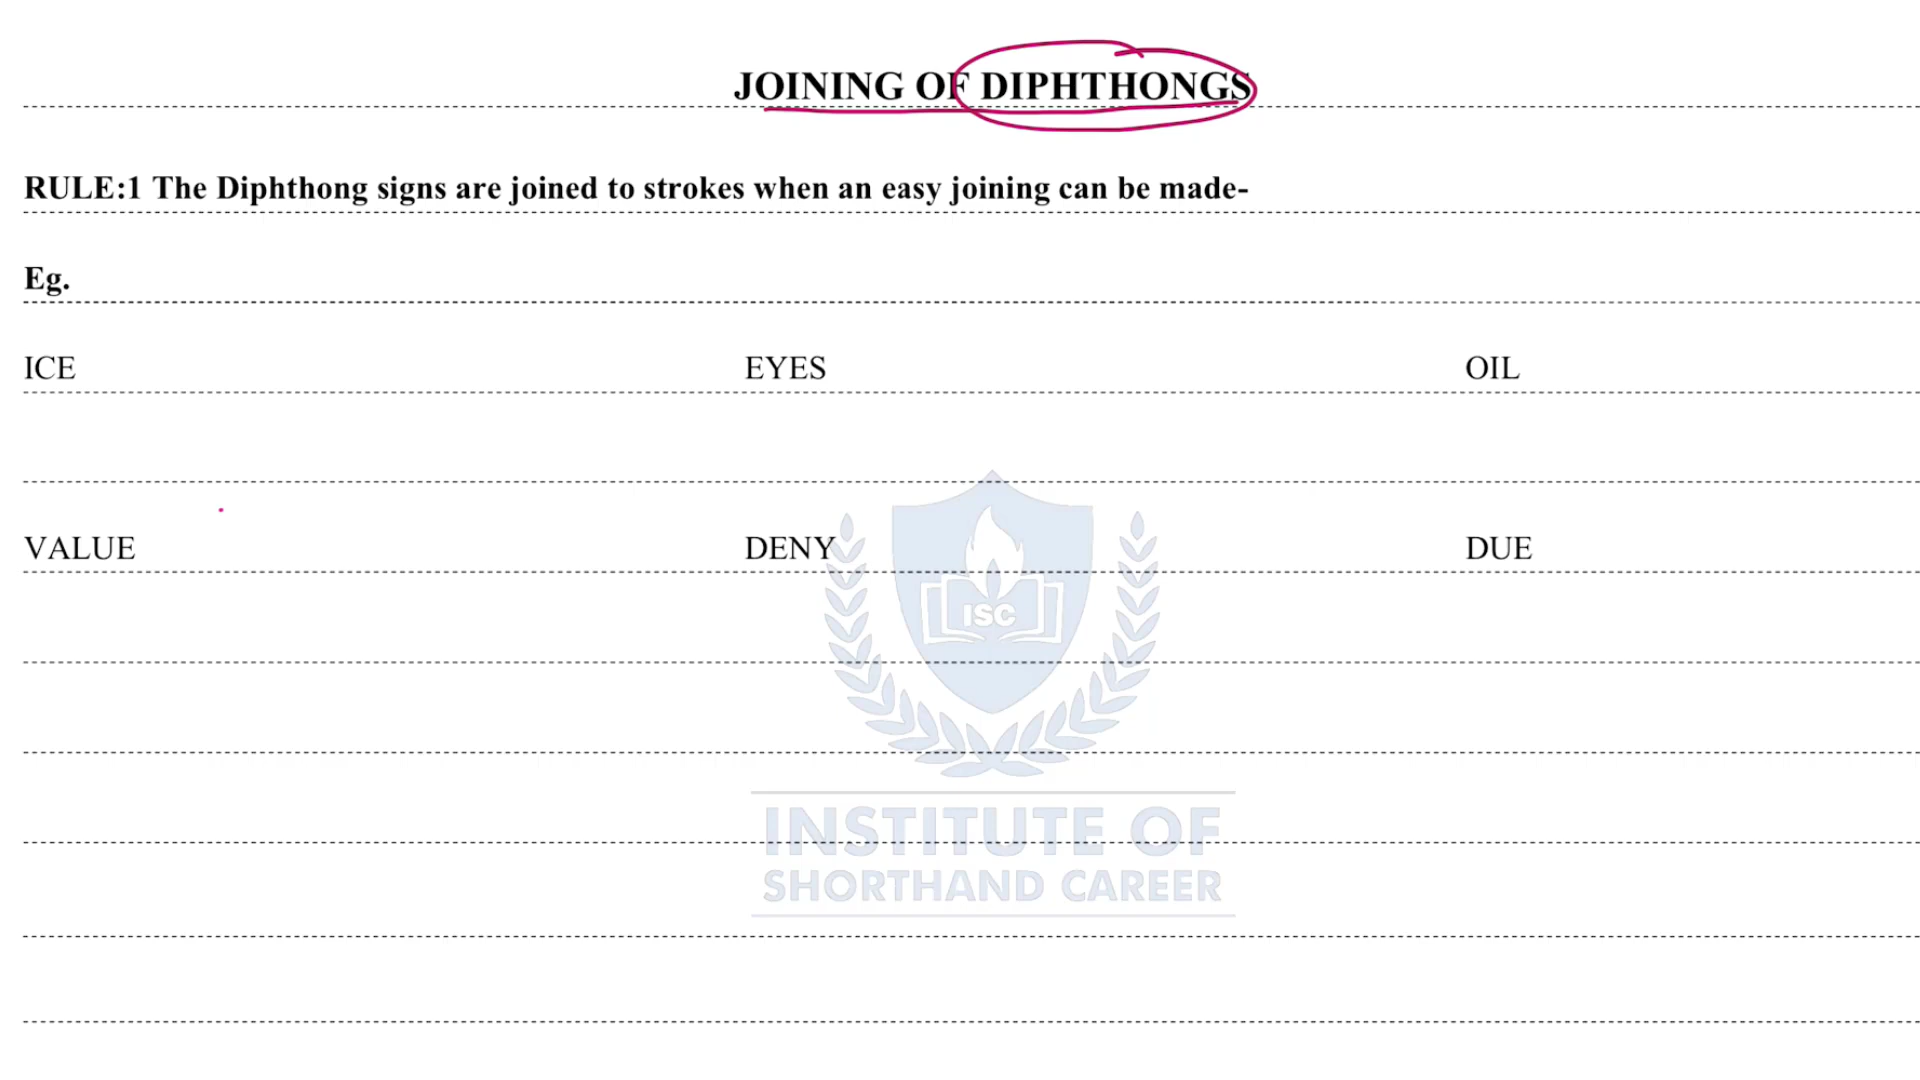 JOINING OF DIPHTHONGS
RULE:1 The Diphthong signs are joined to strokes when an easy joining can be made-
Eg.
ICE EYES OIL
VALUE DENY DUE
ISC
INSTITUTE OF
SHORTHAND CAREER